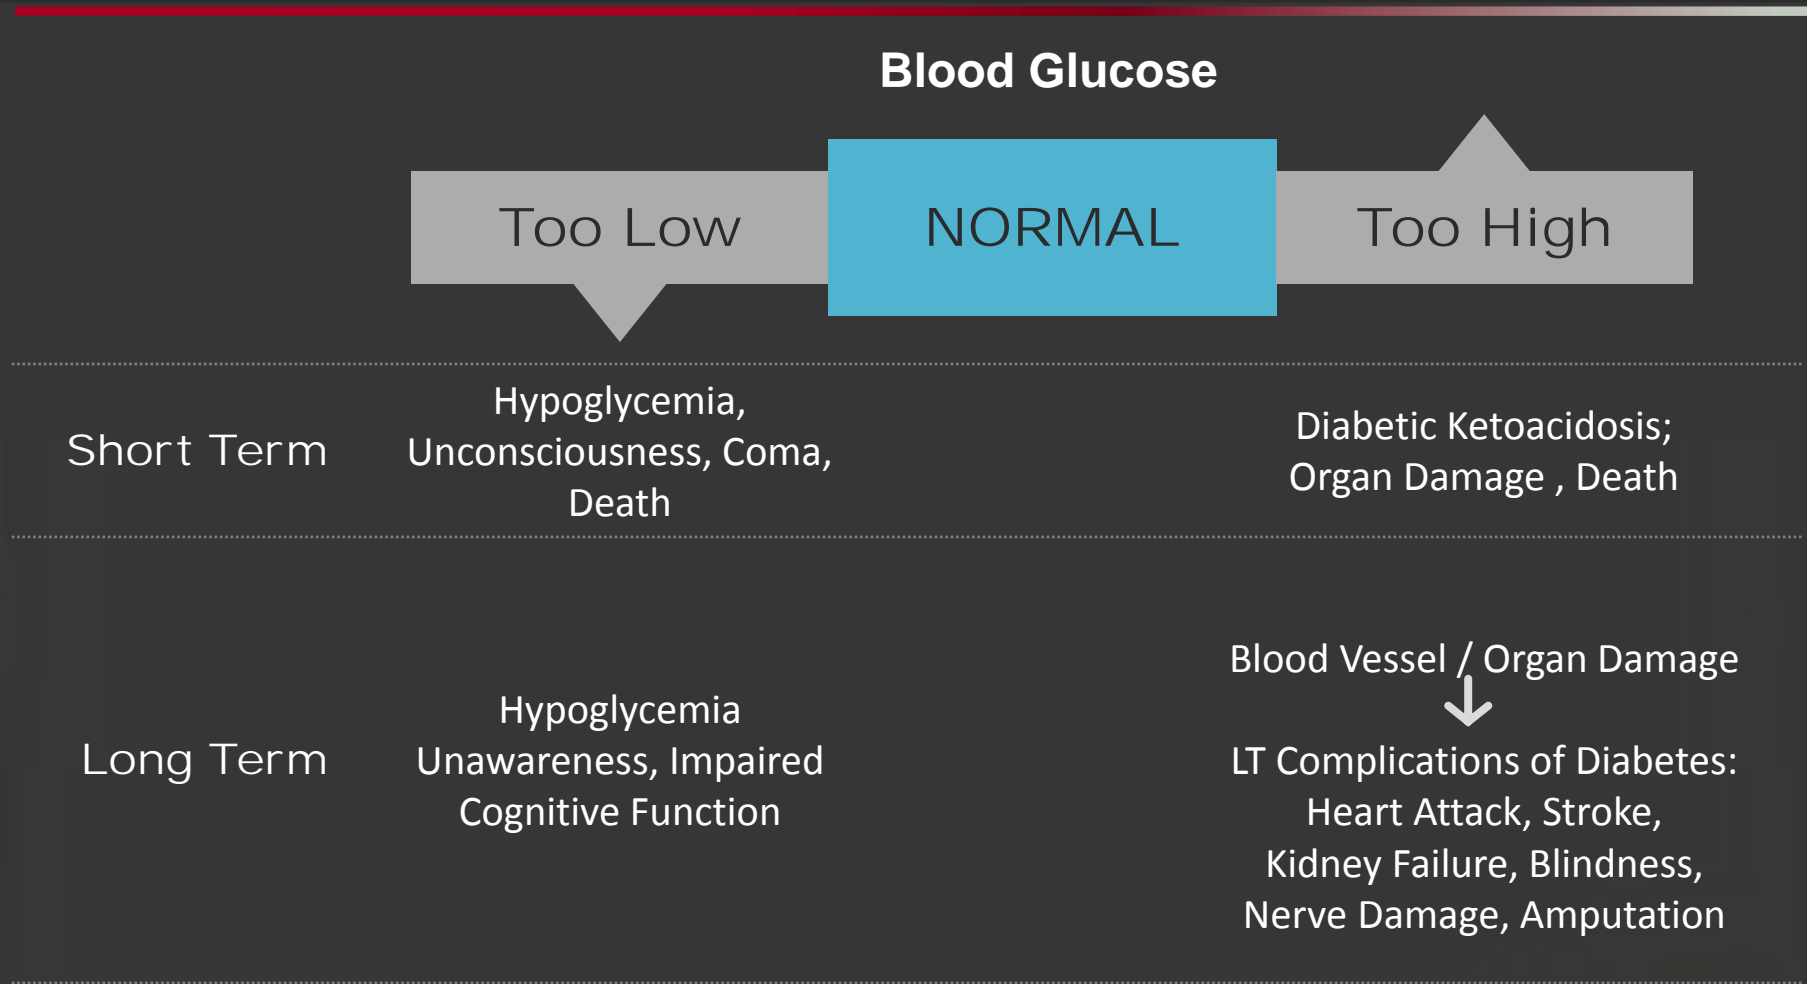 Blood Glucose
Too Low
NORMAL
Too High
Short Term
Hypoglycemia,
Unconsciousness, Coma,
Death
Diabetic Ketoacidosis;
Organ Damage , Death
Long Term
Hypoglycemia
Unawareness, Impaired
Cognitive Function
Blood Vessel / Organ Damage
LT Complications of Diabetes:
Heart Attack, Stroke,
Kidney Failure, Blindness,
Nerve Damage, Amputation